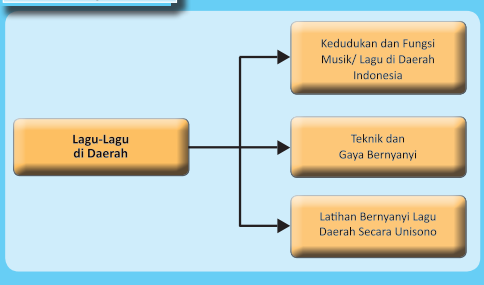 Kedudukan dan Fungsi
Musik/ Lagu di Daerah
Indonesia
Lagu-Lagu
di Daerah
Teknik dan
Gaya Bernyanyi
Latihan Bernyanyi Lagu
Daerah Secara Unisono